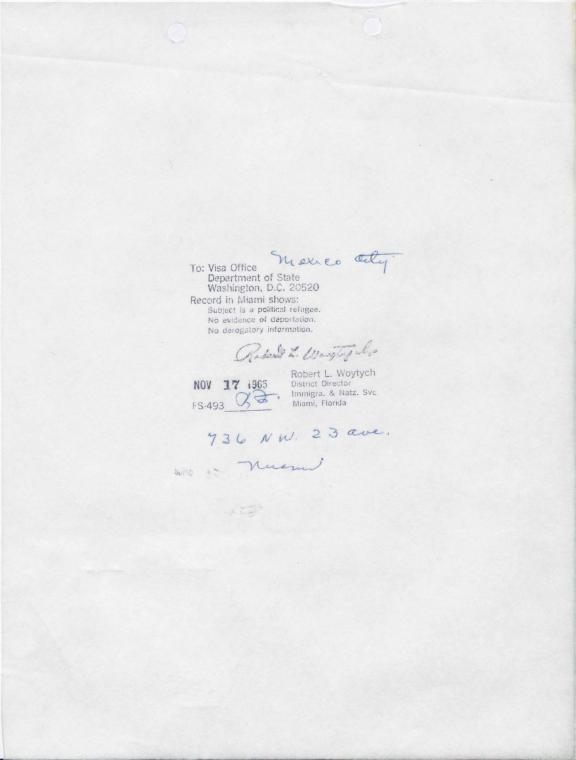 Mexico City
To: Visa Office
Department of State
Washington, D.C. 20520
Record in Miami shows:
Subject is a political refugee.
No evidence of deportation.
No derogatory information.
Robert L. Woytych
Robert L. Woytych
NOV 17 1965
District Director
Immigra. & Natz. Svc
FS-493
Miami, Florida
736 NW. 23 ave.
Miami